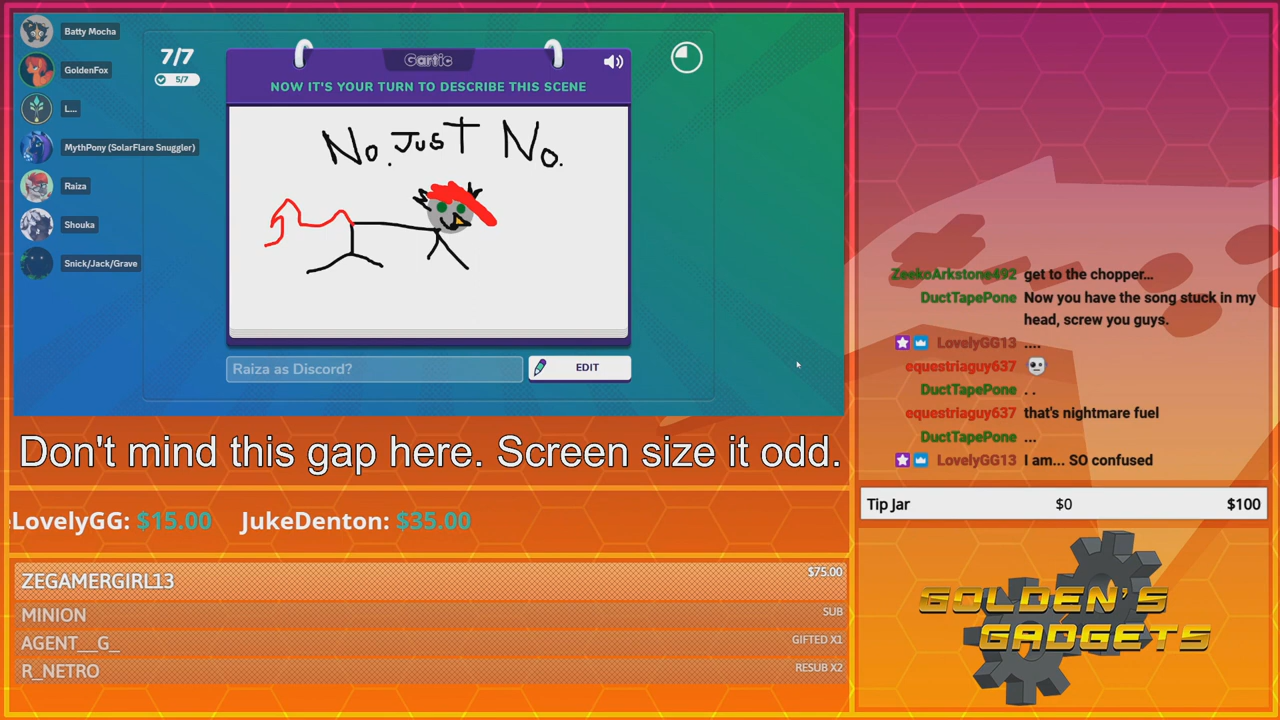 Batty Mocha
GoldenFox
L...
MythPony (SolarFlare Snuggler)
Raiza
Shouka
Snick/Jack/Grave
7/7
5/7
Gartic
NOW IT'S YOUR TURN TO DESCRIBE THIS SCENE
No. JusT No.
Raiza as Discord?
EDIT
Don't mind this gap here. Screen size it odd.
eLovelyGG: $15.00 JukeDenton: $35.00
ZEGAMERGIRL13 $75.00
MINION SUB
AGENT__G_ GIFTED X1
R_NETRO RESUB X2
ZeekoArkstone492 get to the chopper...
DuctTapePone Now you have the song stuck in my
head, screw you guys.
LovelyGG13 ....
equestriaguy637
DuctTapePone . .
equestriaguy637 that's nightmare fuel
DuctTapePone ...
LovelyGG13 I am... SO confused
Tip Jar $0 $100
GOLDEN'S
GADGETS